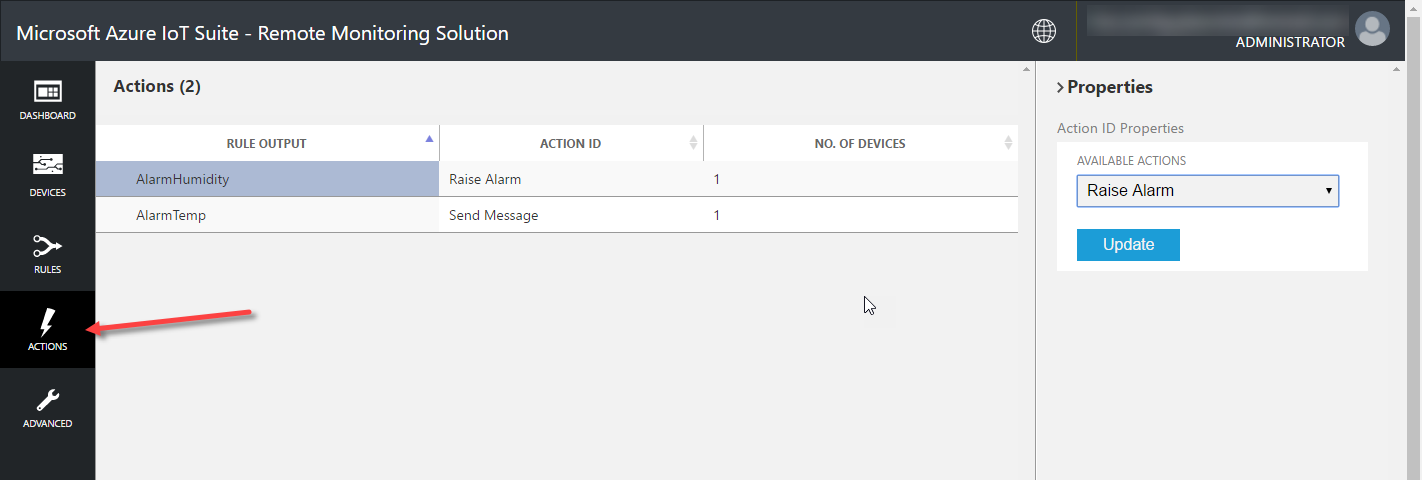 Microsoft Azure IoT Suite - Remote Monitoring Solution
ADMINISTRATOR
DASHBOARD
DEVICES
RULES
ACTIONS
ADVANCED
Actions (2)
RULE OUTPUT ACTION ID NO. OF DEVICES
AlarmHumidity Raise Alarm 1
AlarmTemp Send Message 1
Properties
Action ID Properties
AVAILABLE ACTIONS
Raise Alarm
Update